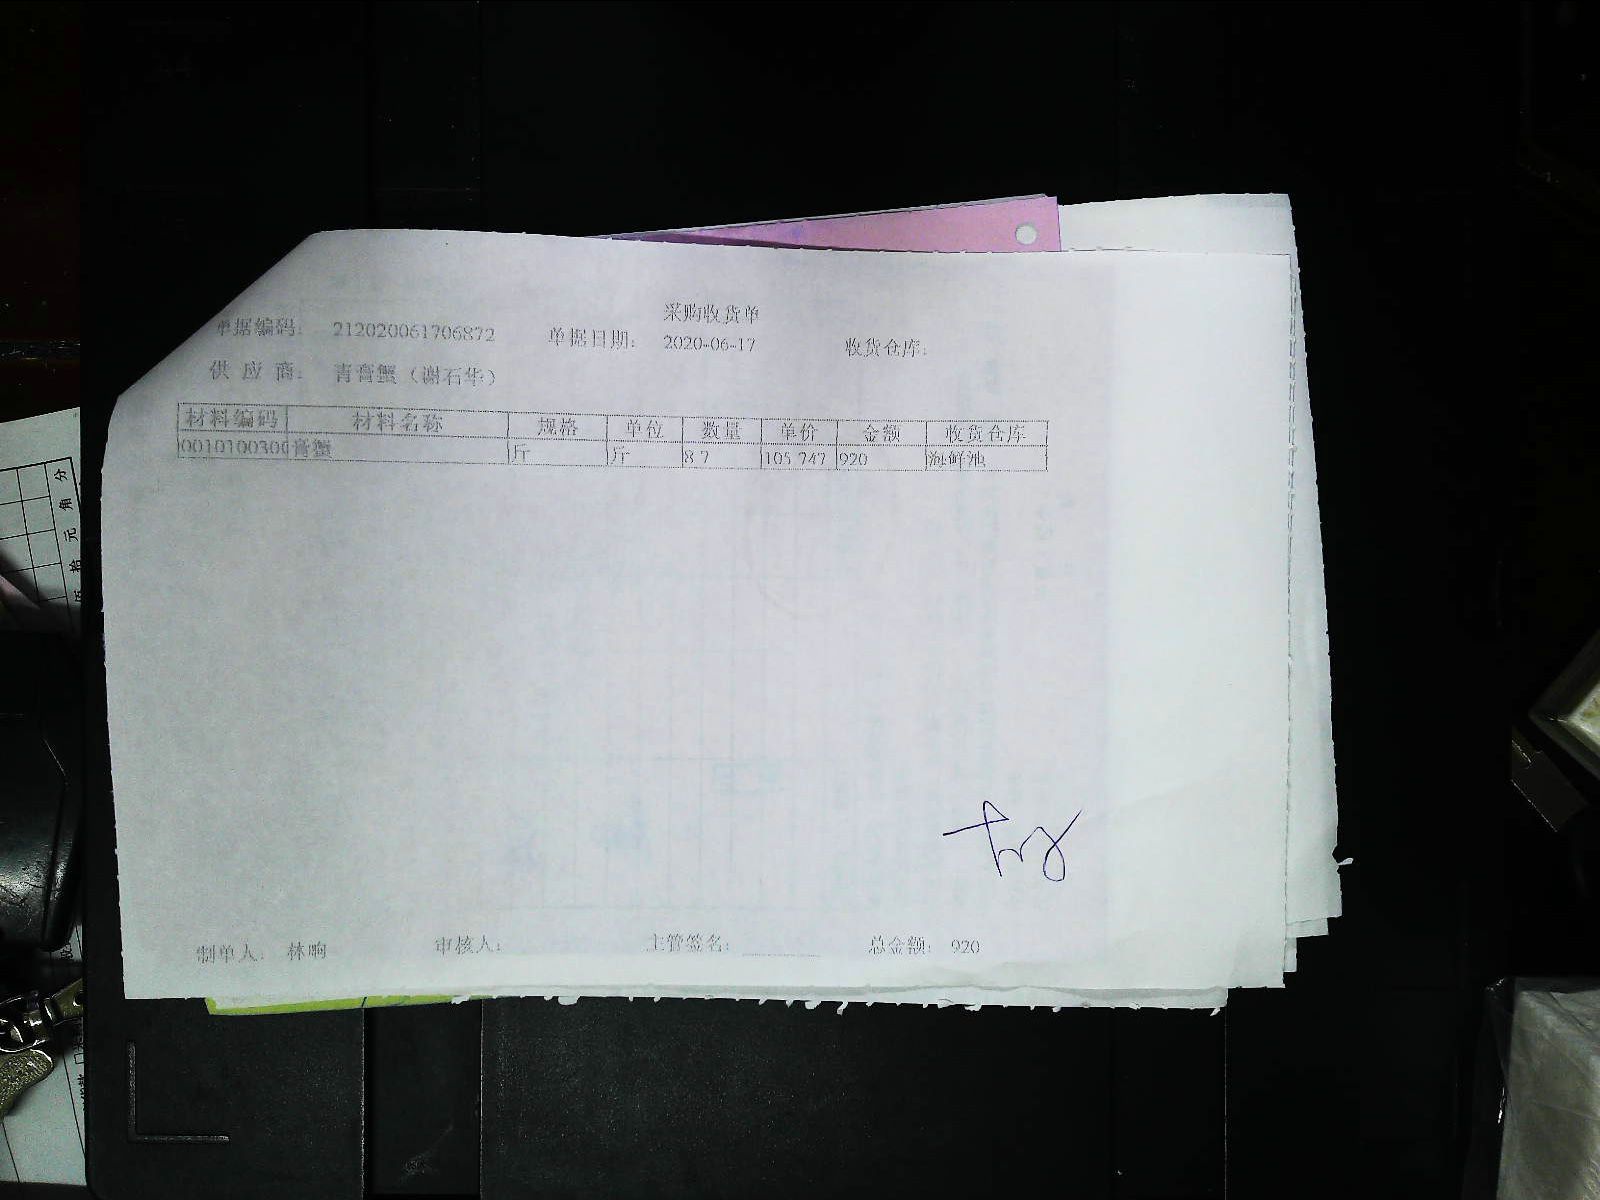 采购收货单
单据编码: 212020061706872 单据日期: 2020-06-17 收货仓库:
供应商: 青膏蟹（谢石华）
材料编码 材料名称 规格 单位 数量 单价 金额 收货仓库
膏蟹 斤 斤 8.7 105.747 920 海鲜池
制单人: 林晌 审核人: 主管签名: 总金额: 920
分
角
元
拾